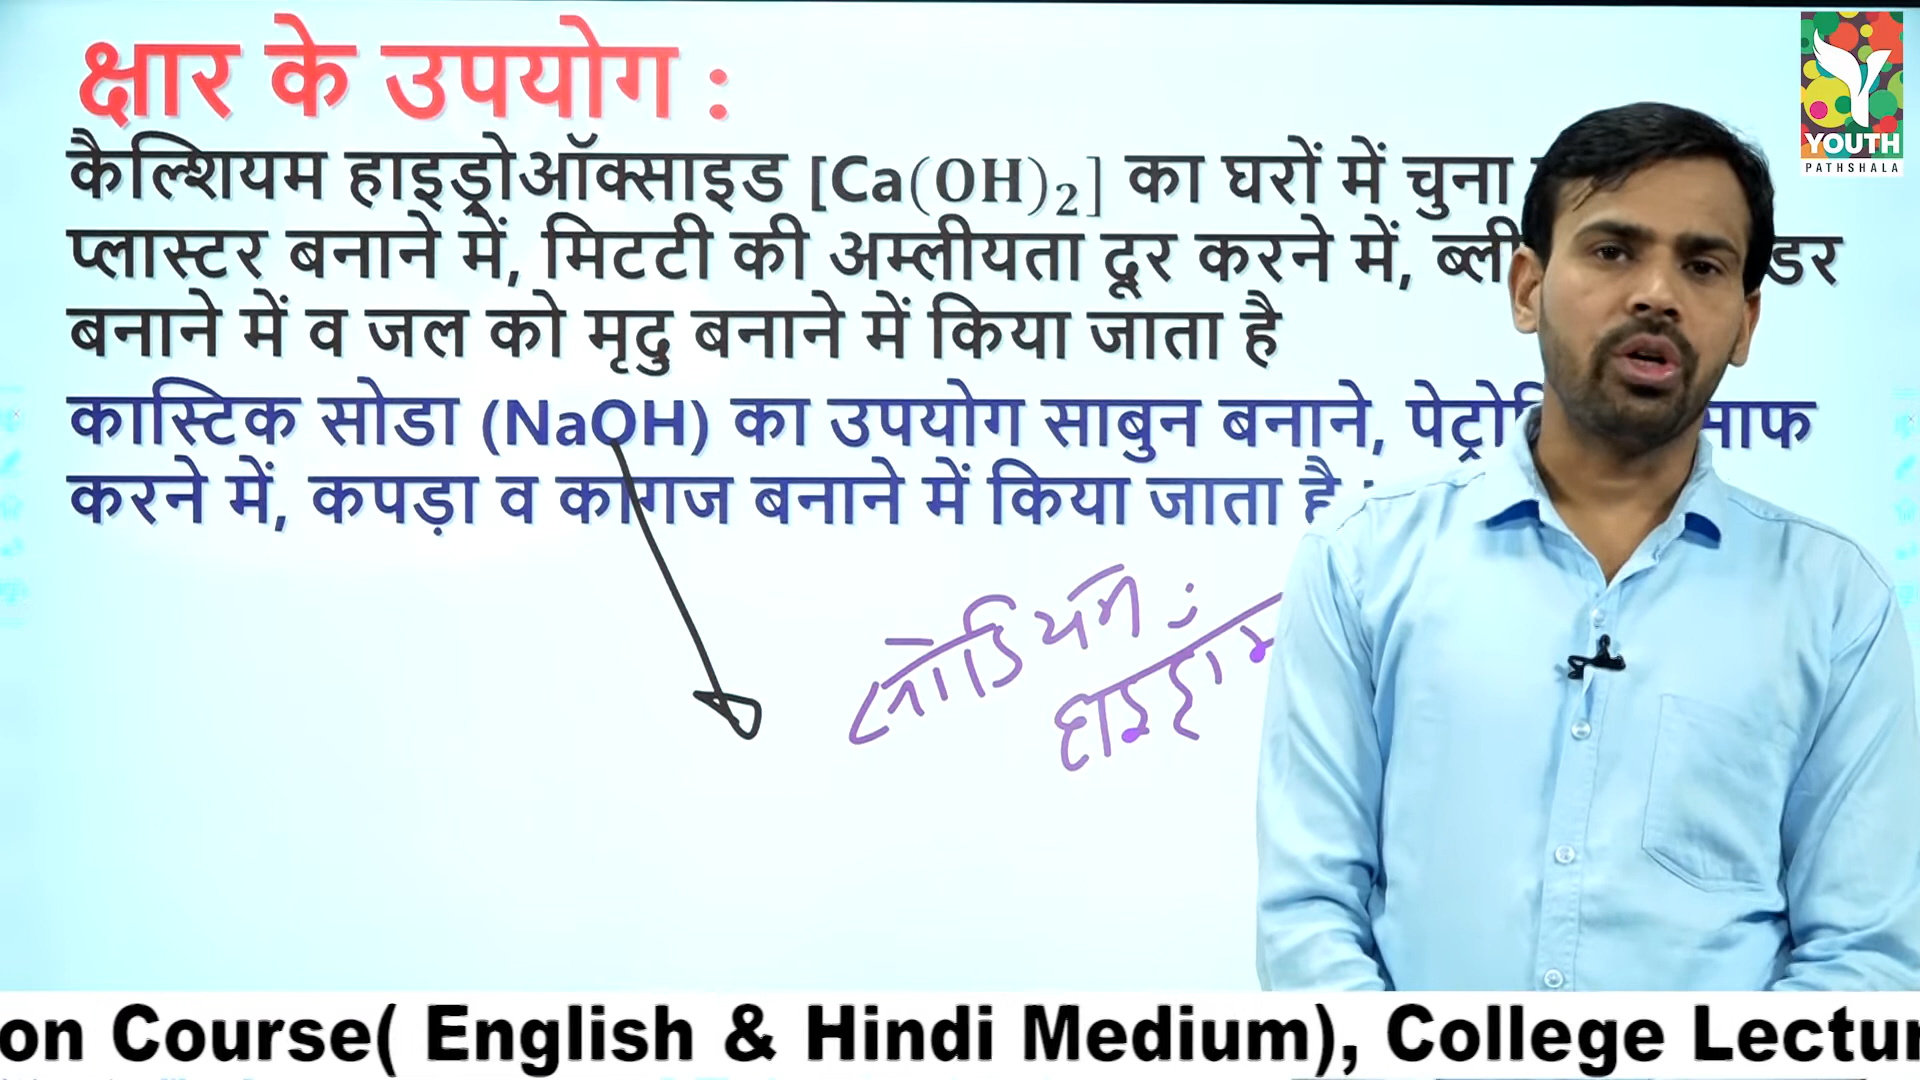 क्षार के उपयोग :
YOUTH
PATHSHALA
कैल्शियम हाइड्रोऑक्साइड [Ca(OH)₂] का घरों में चुना
प्लास्टर बनाने में, मिटटी की अम्लीयता दूर करने में,
बनाने में व जल को मृदु बनाने में किया जाता है
कास्टिक सोडा (NaOH) का उपयोग साबुन बनाने, साफ
करने में, कपड़ा व कागज बनाने में किया जाता है
सोडियम
on Course( English & Hindi Medium), College Lectur